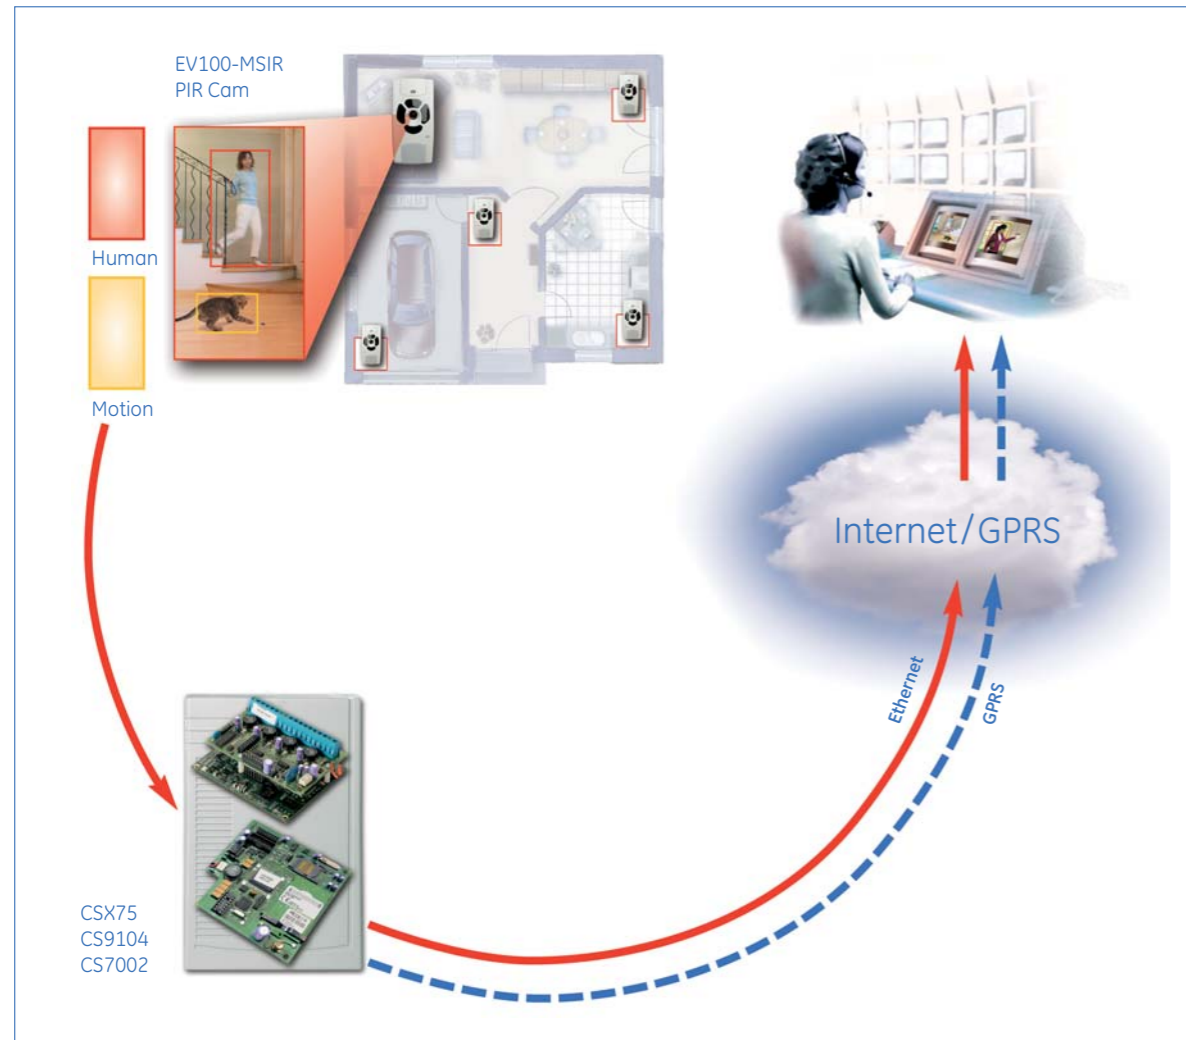 EV100-MSIR
PIR Cam
Human
Motion
Internet/GPRS
Ethernet
GPRS
CSX75
CS9104
CS7002